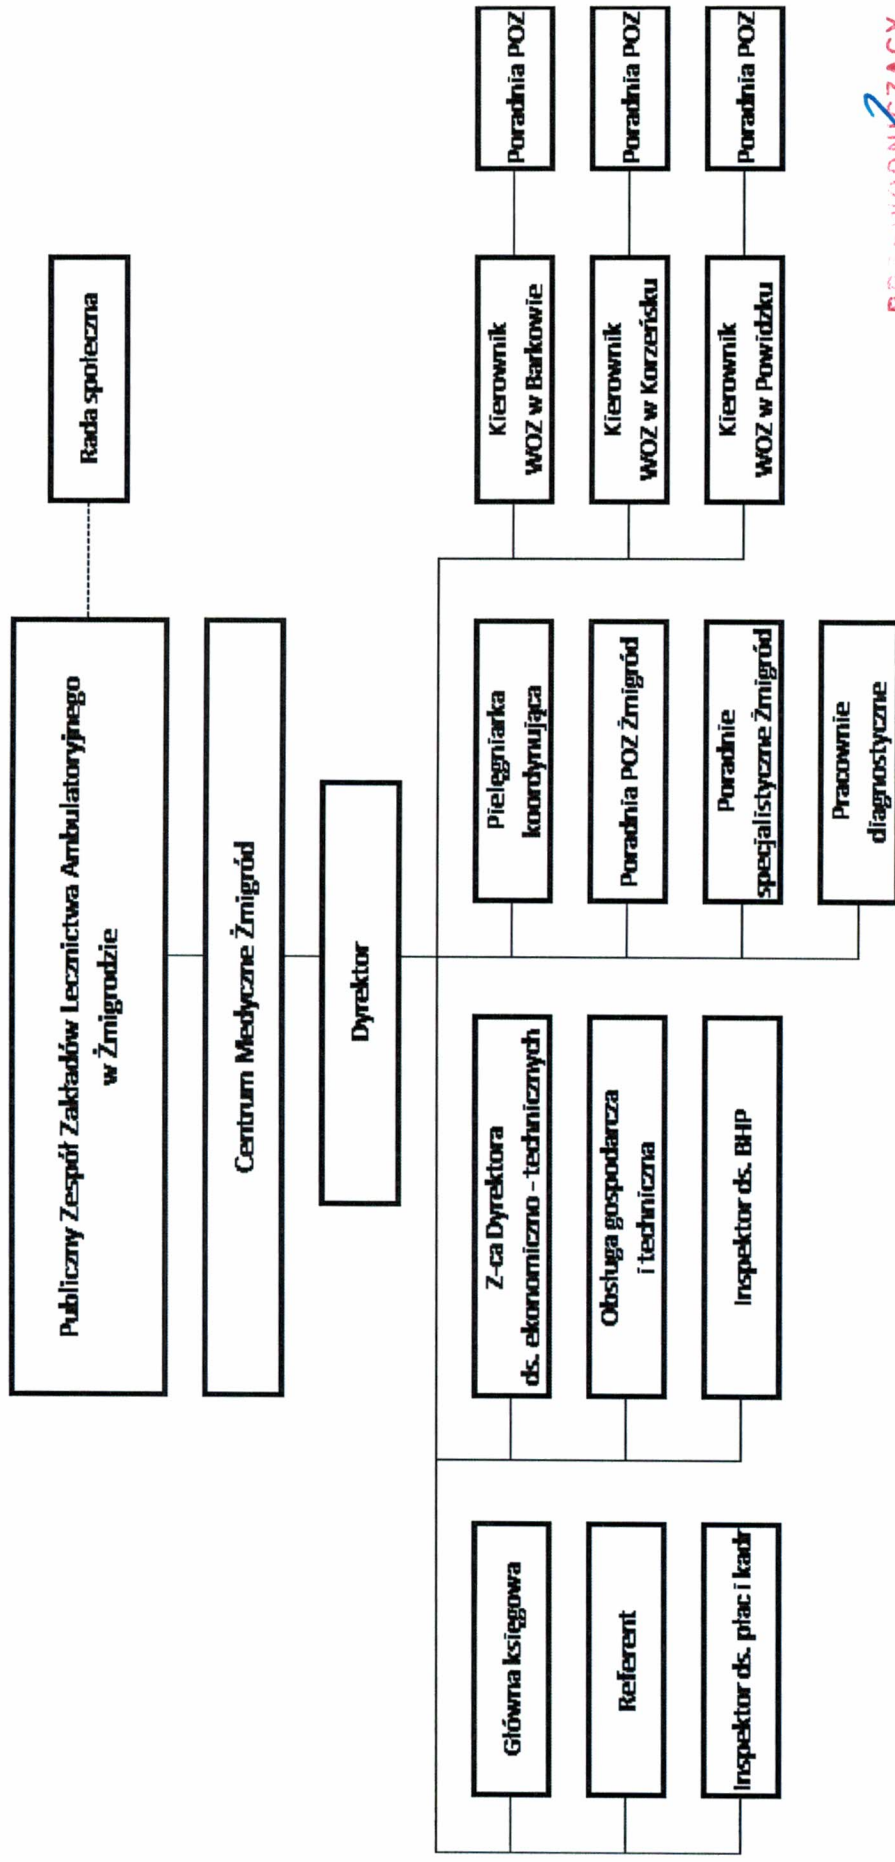 Publiczny Zespół Zakładów Lecznictwa Ambulatoryjnego
w Żmigrodzie
Rada społeczna
Centrum Medyczne Żmigród
Dyrektor
Główna księgowa
Referent
Inspektor ds. płac i kadr
Z-ca Dyrektora
ds. ekonomiczno - technicznych
Obsługa gospodarcza
i techniczna
Inspektor ds. BHP
Pielęgniarka
koordynująca
Poradnia POZ Żmigród
Poradnie
specjalistyczne Żmigród
Pracownie
diagnostyczne
Kierownik
WOZ w Barkowie
Poradnia POZ
Kierownik
WOZ w Korzeńsku
Poradnia POZ
Kierownik
WOZ w Powidzku
Poradnia POZ